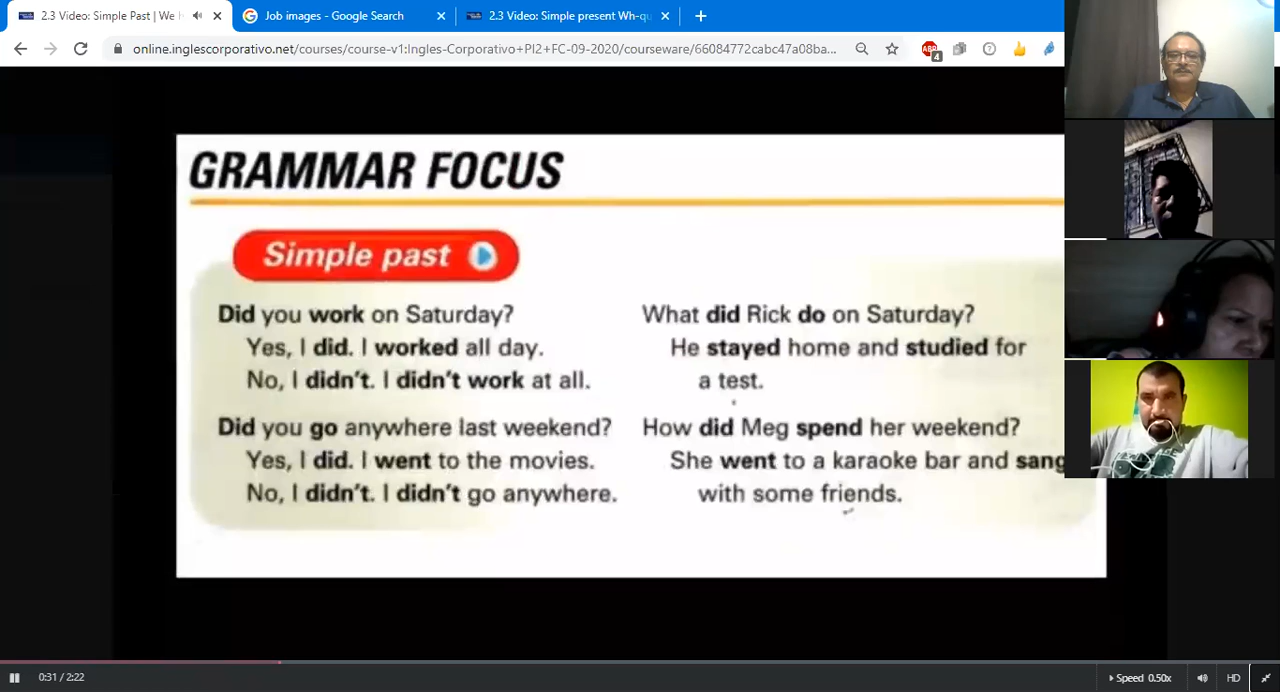 2.3 Video: Simple Past | We l
Job images - Google Search
2.3 Video: Simple present Wh-qu
online.inglescorporativo.net/courses/course-v1:Ingles-Corporativo+PI2+FC-09-2020/courseware/66084772cabc47a08ba...
ABP
4
GRAMMAR FOCUS
Simple past
Did you work on Saturday?
Yes, I did. I worked all day.
No, I didn't. I didn't work at all.
Did you go anywhere last weekend?
Yes, I did. I went to the movies.
No, I didn't. I didn't go anywhere.
What did Rick do on Saturday?
He stayed home and studied for
a test.
How did Meg spend her weekend?
She went to a karaoke bar and sang
with some friends.
0:31 / 2:22
Speed 0.50x
HD